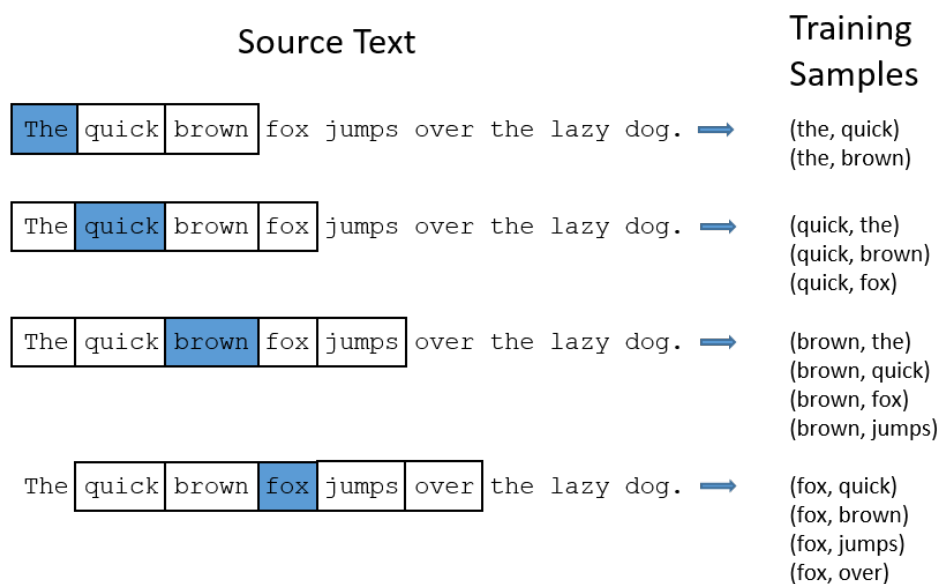 Source Text
Training
Samples
The quick brown fox jumps over the lazy dog.
(the, quick)
(the, brown)
The quick brown fox jumps over the lazy dog.
(quick, the)
(quick, brown)
(quick, fox)
The quick brown fox jumps over the lazy dog.
(brown, the)
(brown, quick)
(brown, fox)
(brown, jumps)
The quick brown fox jumps over the lazy dog.
(fox, quick)
(fox, brown)
(fox, jumps)
(fox, over)